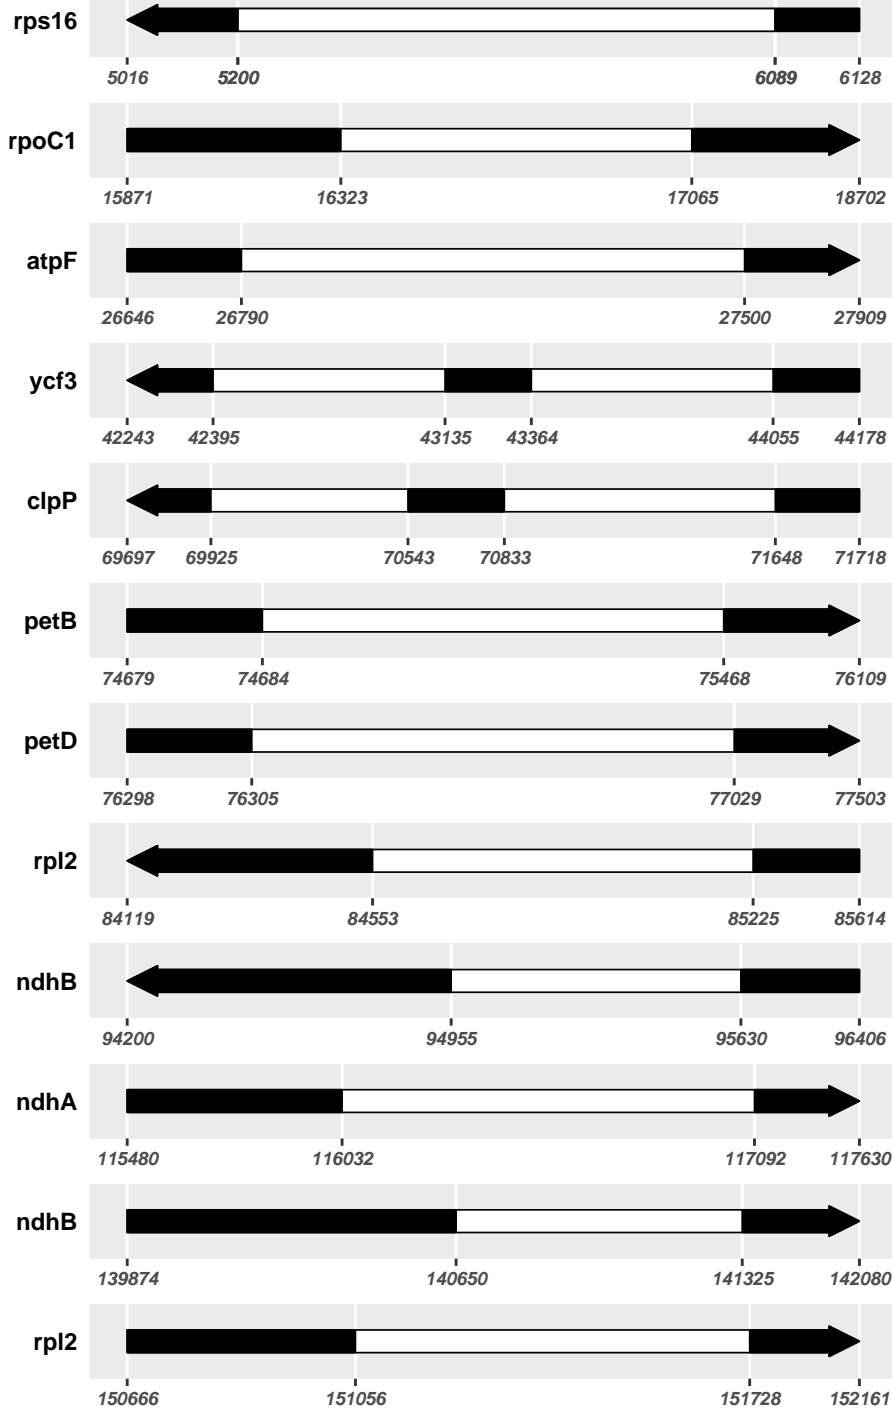 rps16
5016 5200 6089 6128
rpoC1
15871 16323 17065 18702
atpF
26646 26790 27500 27909
ycf3
42243 42395 43135 43364 44055 44178
clpP
69697 69925 70543 70833 71648 71718
petB
74679 74684 75468 76109
petD
76298 76305 77029 77503
rpl2
84119 84553 85225 85614
ndhB
94200 94955 95630 96406
ndhA
115480 116032 117092 117630
ndhB
139874 140650 141325 142080
rpl2
150666 151056 151728 152161